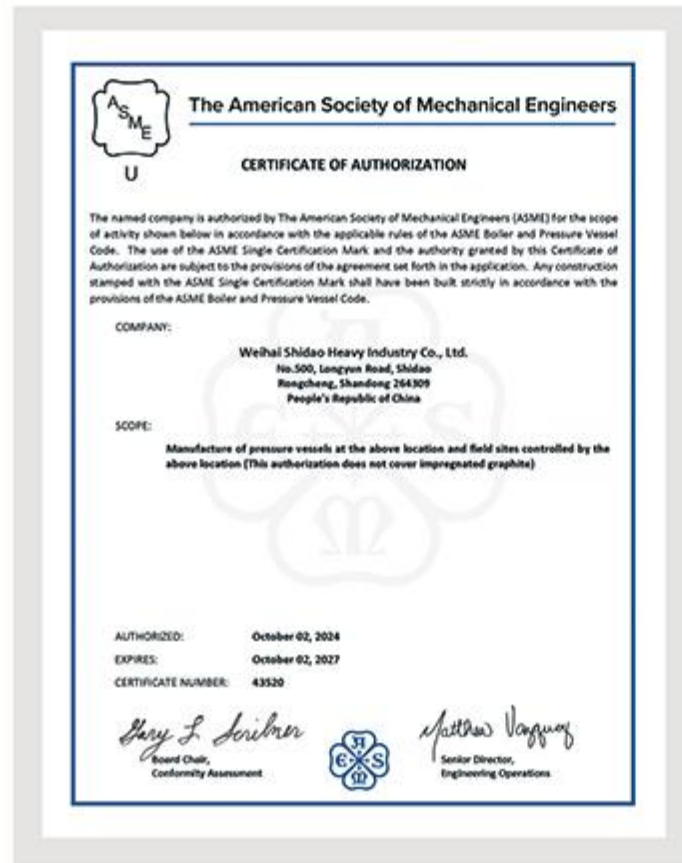 ASME
U
The American Society of Mechanical Engineers
CERTIFICATE OF AUTHORIZATION
The named company is authorized by The American Society of Mechanical Engineers (ASME) for the scope
of activity shown below in accordance with the applicable rules of the ASME Boiler and Pressure Vessel
Code. The use of the ASME Single Certification Mark and the authority granted by this Certificate of
Authorization are subject to the provisions of the agreement set forth in the application. Any construction
stamped with the ASME Single Certification Mark shall have been built strictly in accordance with the
provisions of the ASME Boiler and Pressure Vessel Code.
COMPANY:
Weihai Shidao Heavy Industry Co., Ltd.
No.500, Longyun Road, Shidao
Rongcheng, Shandong 264309
People's Republic of China
SCOPE:
Manufacture of pressure vessels at the above location and field sites controlled by the
above location (This authorization does not cover impregnated graphite)
AUTHORIZED: October 02, 2024
EXPIRES: October 02, 2027
CERTIFICATE NUMBER: 43520
Gary L Scribner
Board Chair,
Conformity Assessment
ASME
Matthew
Senior Director,
Engineering Operations